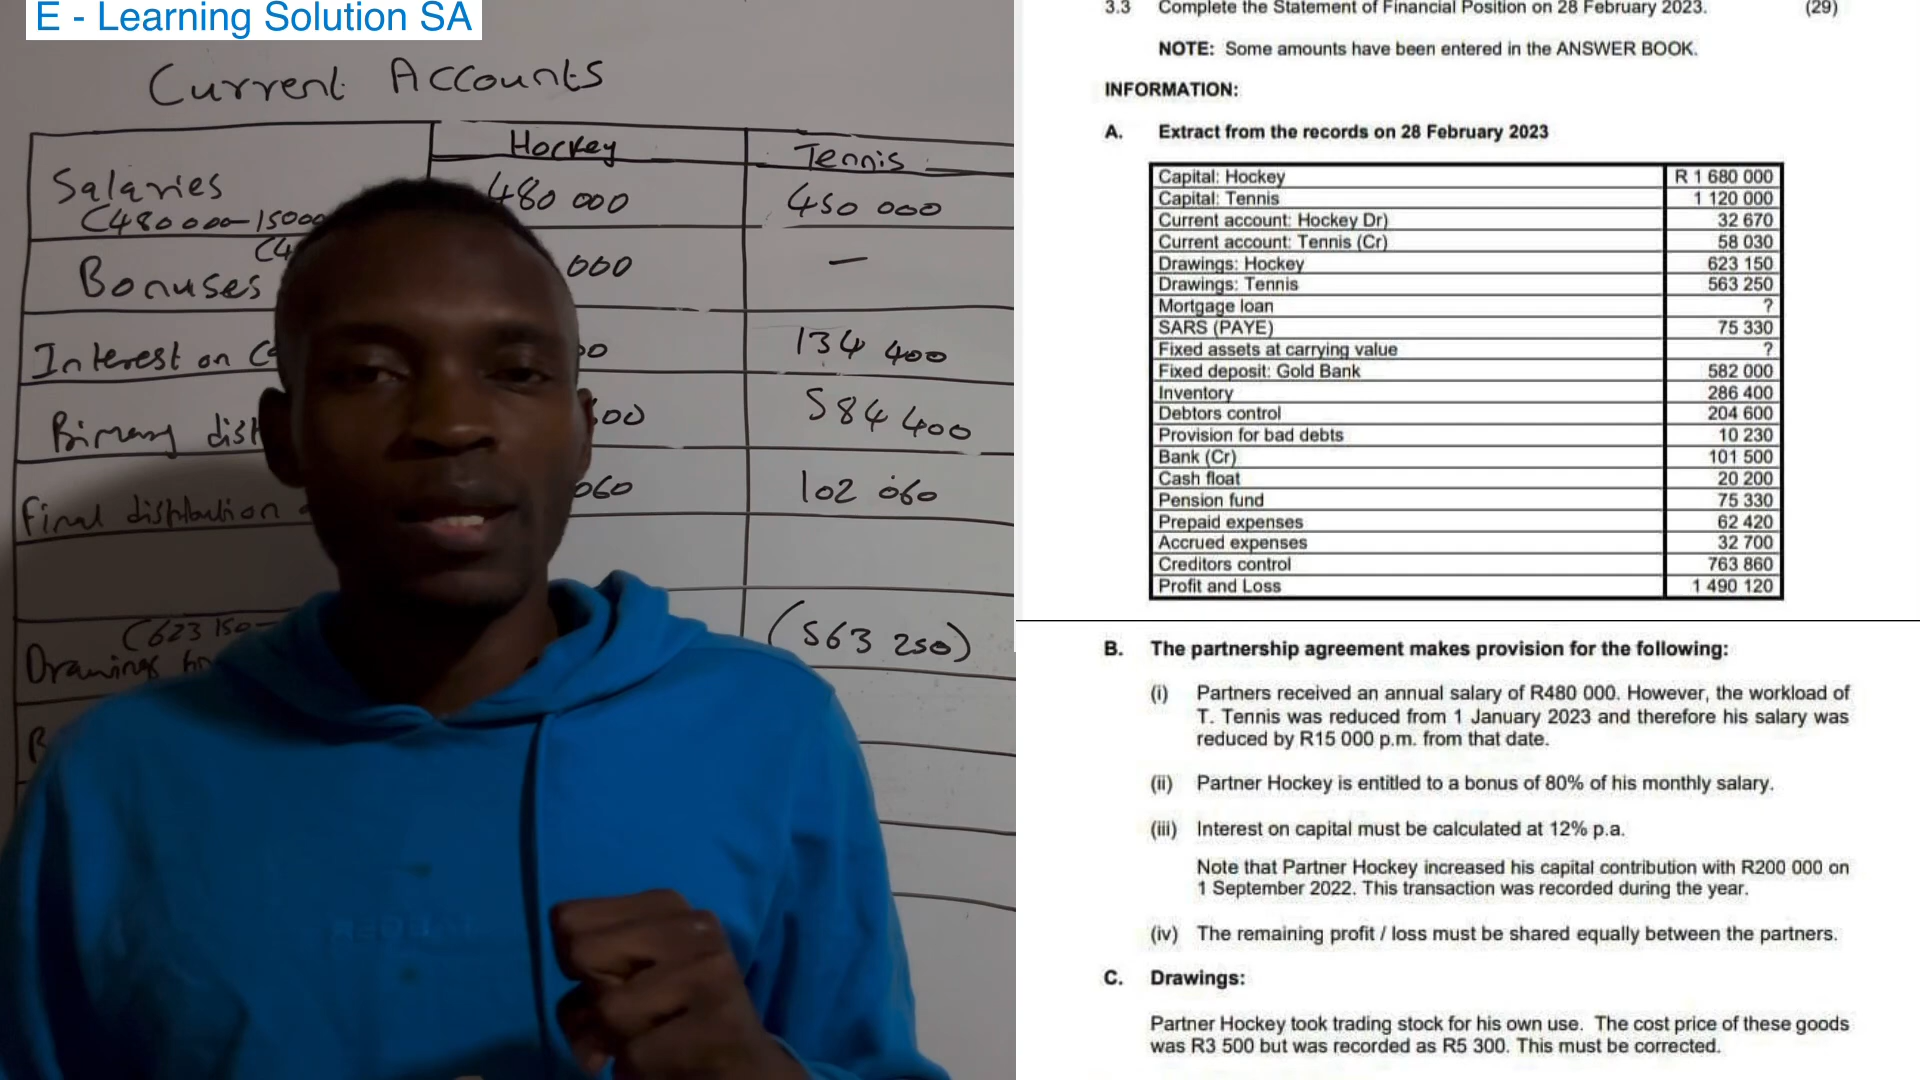 E - Learning Solution SA
Current Accounts
Hockey
Tennis
Salaries
480 000
450 000
(480 000-15000
(4
Bonuses
000
—
Interest on C
00
134 400
Primary dist
584 400
Final distribution
060
102 060
(623 150-
Drawings
(563 250)
3.3 Complete the Statement of Financial Position on 28 February 2023. (29)
NOTE: Some amounts have been entered in the ANSWER BOOK.
INFORMATION:
A. Extract from the records on 28 February 2023
Capital: Hockey R 1 680 000
Capital: Tennis 1 120 000
Current account: Hockey Dr) 32 670
Current account: Tennis (Cr) 58 030
Drawings: Hockey 623 150
Drawings: Tennis 563 250
Mortgage loan ?
SARS (PAYE) 75 330
Fixed assets at carrying value ?
Fixed deposit: Gold Bank 582 000
Inventory 286 400
Debtors control 204 600
Provision for bad debts 10 230
Bank (Cr) 101 500
Cash float 20 200
Pension fund 75 330
Prepaid expenses 62 420
Accrued expenses 32 700
Creditors control 763 860
Profit and Loss 1 490 120
B. The partnership agreement makes provision for the following:
(i) Partners received an annual salary of R480 000. However, the workload of
T. Tennis was reduced from 1 January 2023 and therefore his salary was
reduced by R15 000 p.m. from that date.
(ii) Partner Hockey is entitled to a bonus of 80% of his monthly salary.
(iii) Interest on capital must be calculated at 12% p.a.
Note that Partner Hockey increased his capital contribution with R200 000 on
1 September 2022. This transaction was recorded during the year.
(iv) The remaining profit / loss must be shared equally between the partners.
C. Drawings:
Partner Hockey took trading stock for his own use. The cost price of these goods
was R3 500 but was recorded as R5 300. This must be corrected.